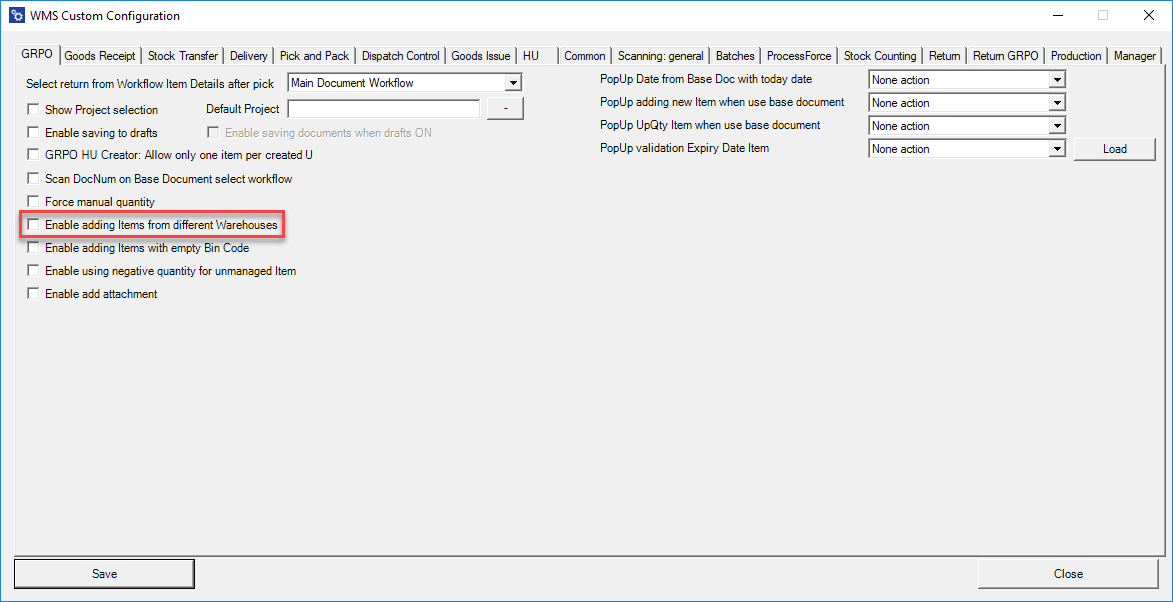 WMS Custom Configuration
GRPO Goods Receipt Stock Transfer Delivery Pick and Pack Dispatch Control Goods Issue HU Common Scanning: general Batches ProcessForce Stock Counting Return Return GRPO Production Manager
Select return from Workflow Item Details after pick Main Document Workflow
Show Project selection Default Project -
Enable saving to drafts Enable saving documents when drafts ON
GRPO HU Creator: Allow only one item per created U
Scan DocNum on Base Document select workflow
Force manual quantity
Enable adding Items from different Warehouses
Enable adding Items with empty Bin Code
Enable using negative quantity for unmanaged Item
Enable add attachment
PopUp Date from Base Doc with today date None action
PopUp adding new Item when use base document None action
PopUp UpQty Item when use base document None action
PopUp validation Expiry Date Item None action Load
Save Close